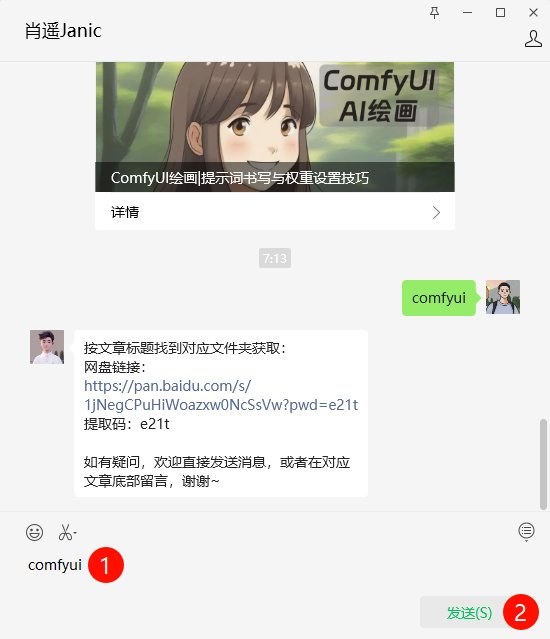 肖遥Janic
ComfyUI
AI绘画
ComfyUI绘画|提示词书写与权重设置技巧
详情
7:13
comfyui
按文章标题找到对应文件夹获取：
网盘链接：
https://pan.baidu.com/s/
1jNegCPuHiWoazxw0NcSsVw?pwd=e21t
提取码：e21t
如有疑问，欢迎直接发送消息，或者在对应
文章底部留言，谢谢~
comfyui 1
发送(S) 2